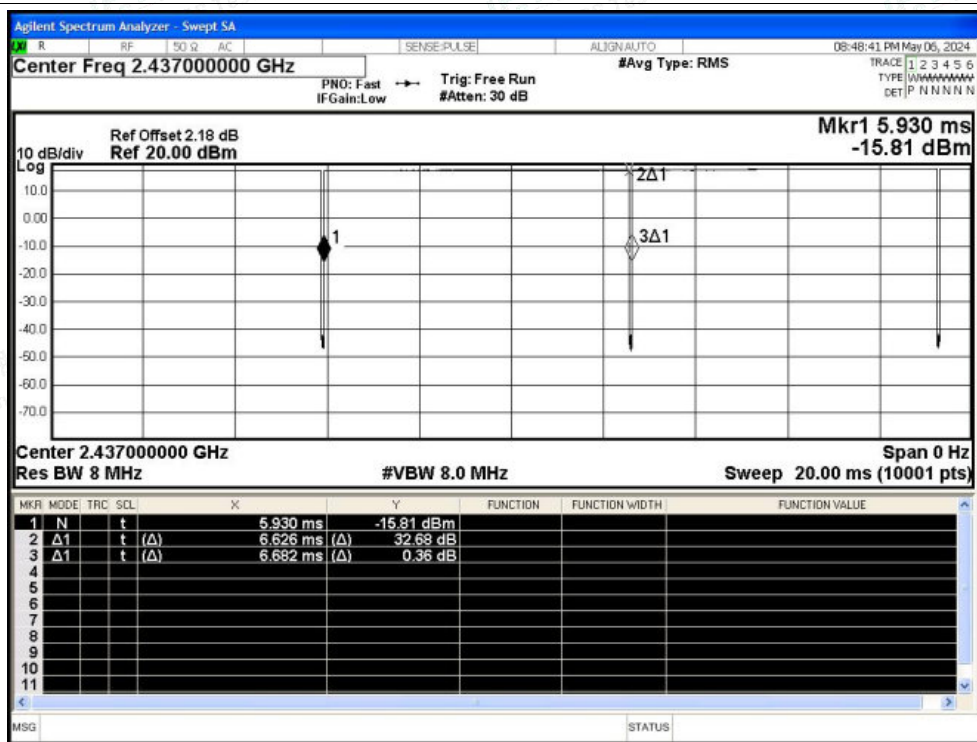 Agilent Spectrum Analyzer - Swept SA
LXI R RF 50 Ω AC SENSE:PULSE ALIGN AUTO 08:48:41 PM May 06, 2024
Center Freq 2.437000000 GHz #Avg Type: RMS TRACE 1 2 3 4 5 6
PNO: Fast Trig: Free Run TYPE WWWWWW
IFGain:Low #Atten: 30 dB DET P N N N N N
Mkr1 5.930 ms
Ref Offset 2.18 dB
10 dB/div Ref 20.00 dBm -15.81 dBm
Log
10.0
0.00
-10.0
-20.0
-30.0
-40.0
-50.0
-60.0
-70.0
2Δ1
1
3Δ1
Center 2.437000000 GHz Span 0 Hz
Res BW 8 MHz #VBW 8.0 MHz Sweep 20.00 ms (10001 pts)
MKR MODE TRC SCL X Y FUNCTION FUNCTION WIDTH FUNCTION VALUE
1 N t 5.930 ms -15.81 dBm
2 Δ1 t (Δ) 6.626 ms (Δ) 32.68 dB
3 Δ1 t (Δ) 6.682 ms (Δ) 0.36 dB
4
5
6
7
8
9
10
11
MSG STATUS